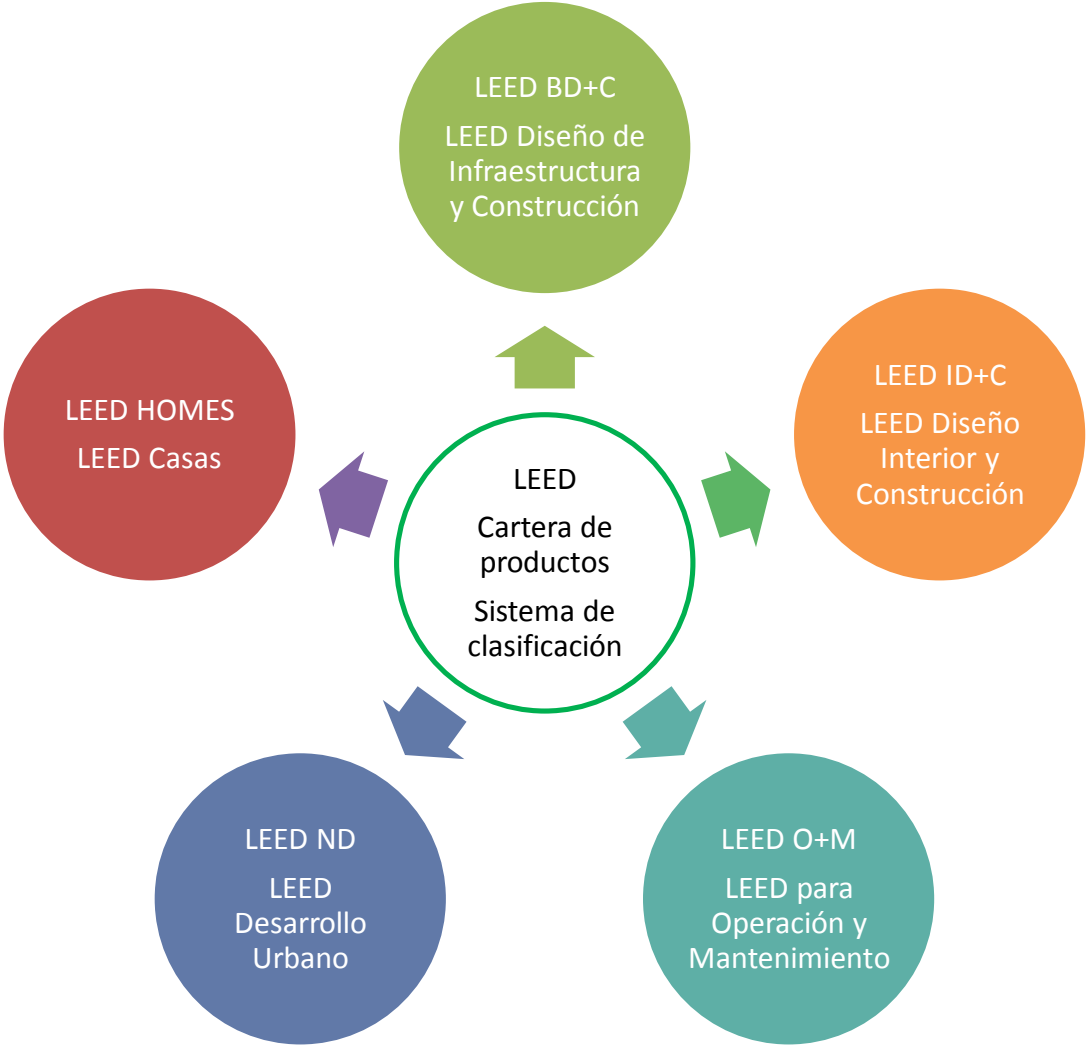 LEED BD+C
LEED Diseño de
Infraestructura
y Construcción
LEED ID+C
LEED Diseño
Interior y
Construcción
LEED HOMES
LEED Casas
LEED
Cartera de
productos
Sistema de
clasificación
LEED ND
LEED
Desarrollo
Urbano
LEED O+M
LEED para
Operación y
Mantenimiento